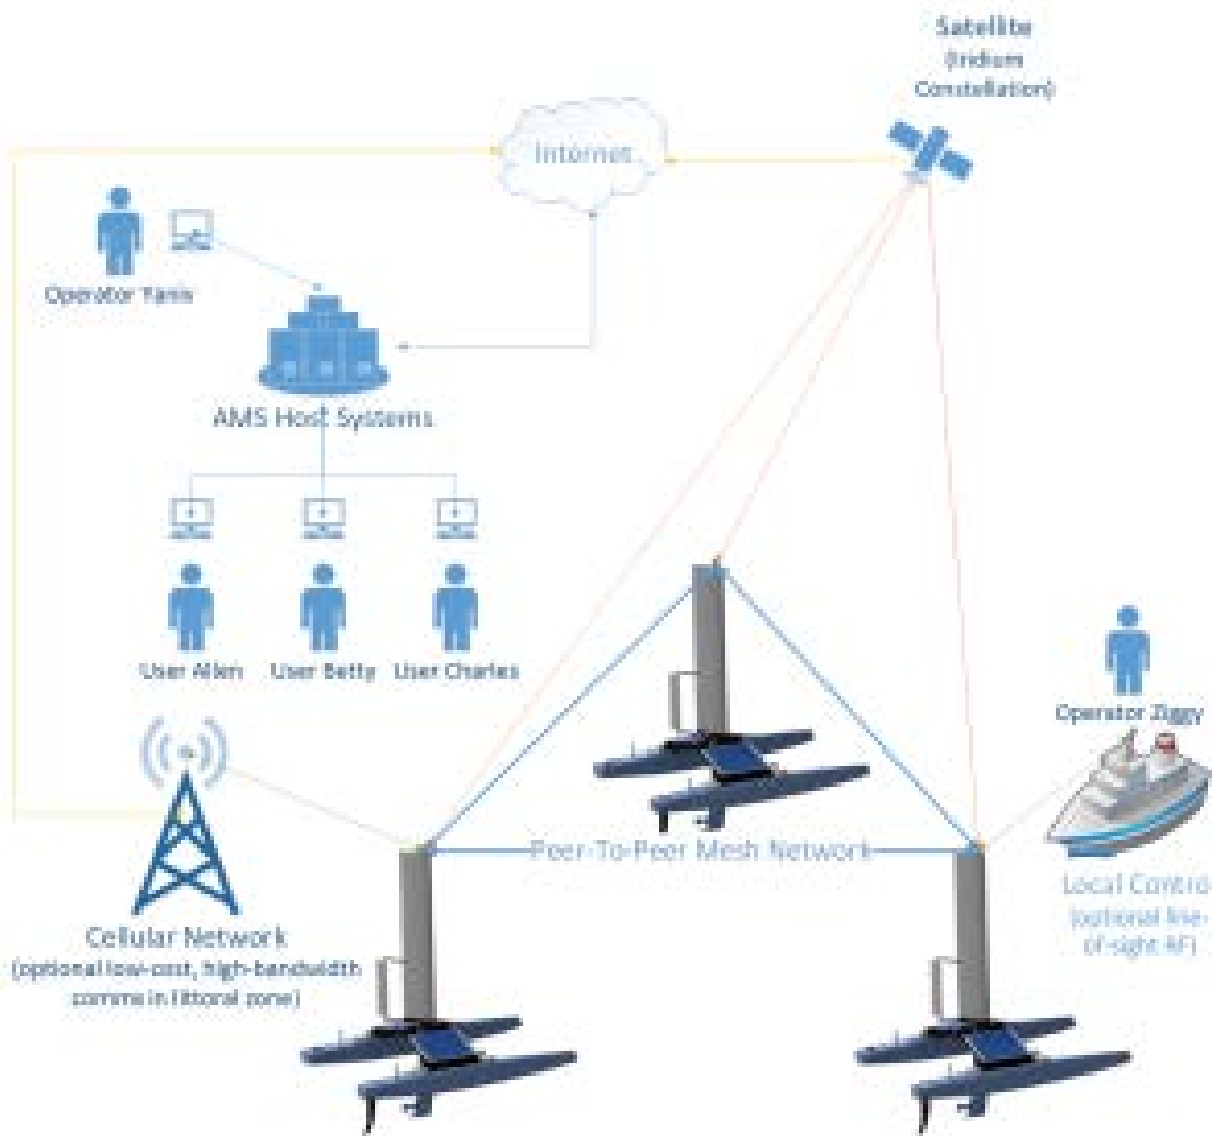 Satellite
(Iridium
Constellation)
Internet
Operator Yanis
AMS Host Systems
User Allen
User Betty
User Charles
Operator Ziggy
Peer-To-Peer Mesh Network
Local Contro
(optional line-
of-sight RF)
Cellular Network
(optional low-cost, high-bandwidth
comms in littoral zone)